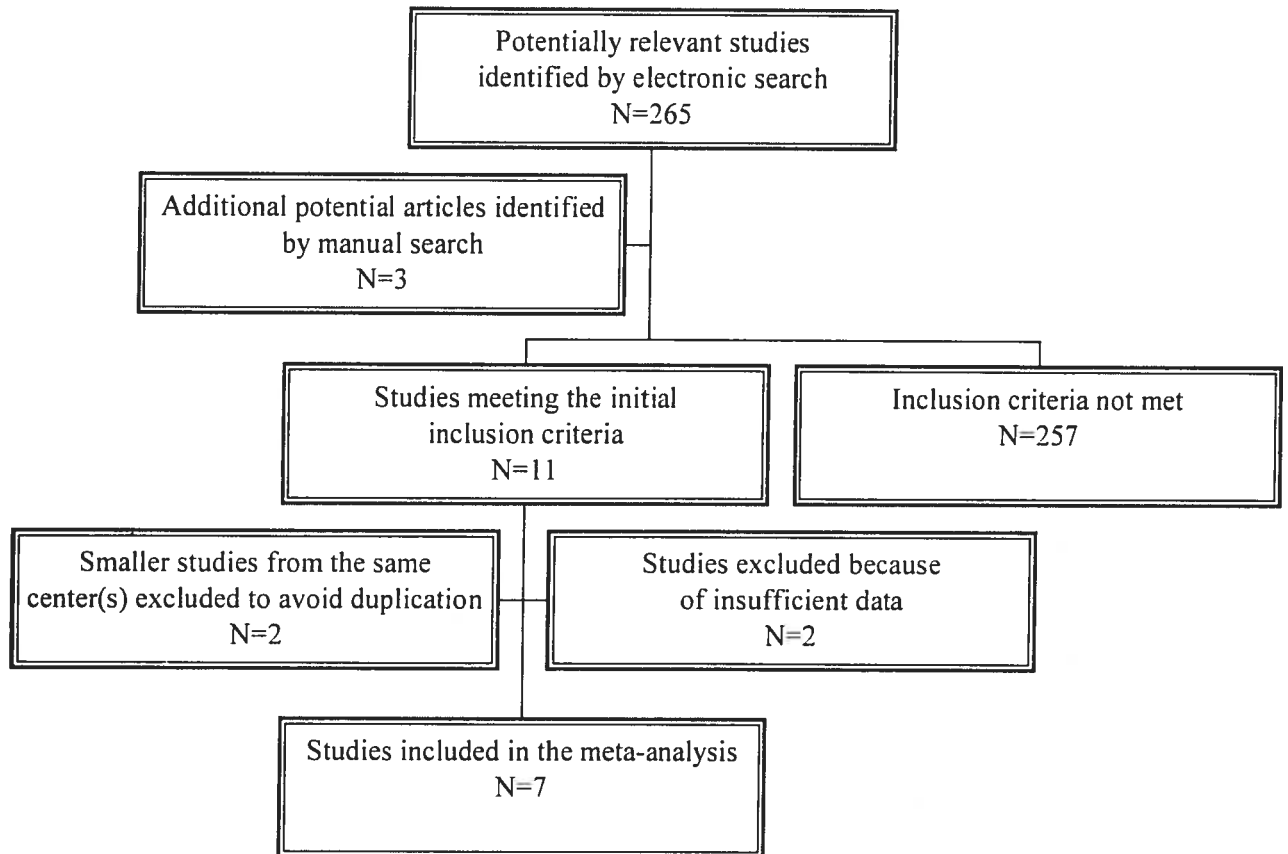 Potentially relevant studies
identified by electronic search
N=265
Additional potential articles identified
by manual search
N=3
Studies meeting the initial
inclusion criteria
N=11
Inclusion criteria not met
N=257
Smaller studies from the same
center(s) excluded to avoid duplication
N=2
Studies excluded because
of insufficient data
N=2
Studies included in the meta-analysis
N=7